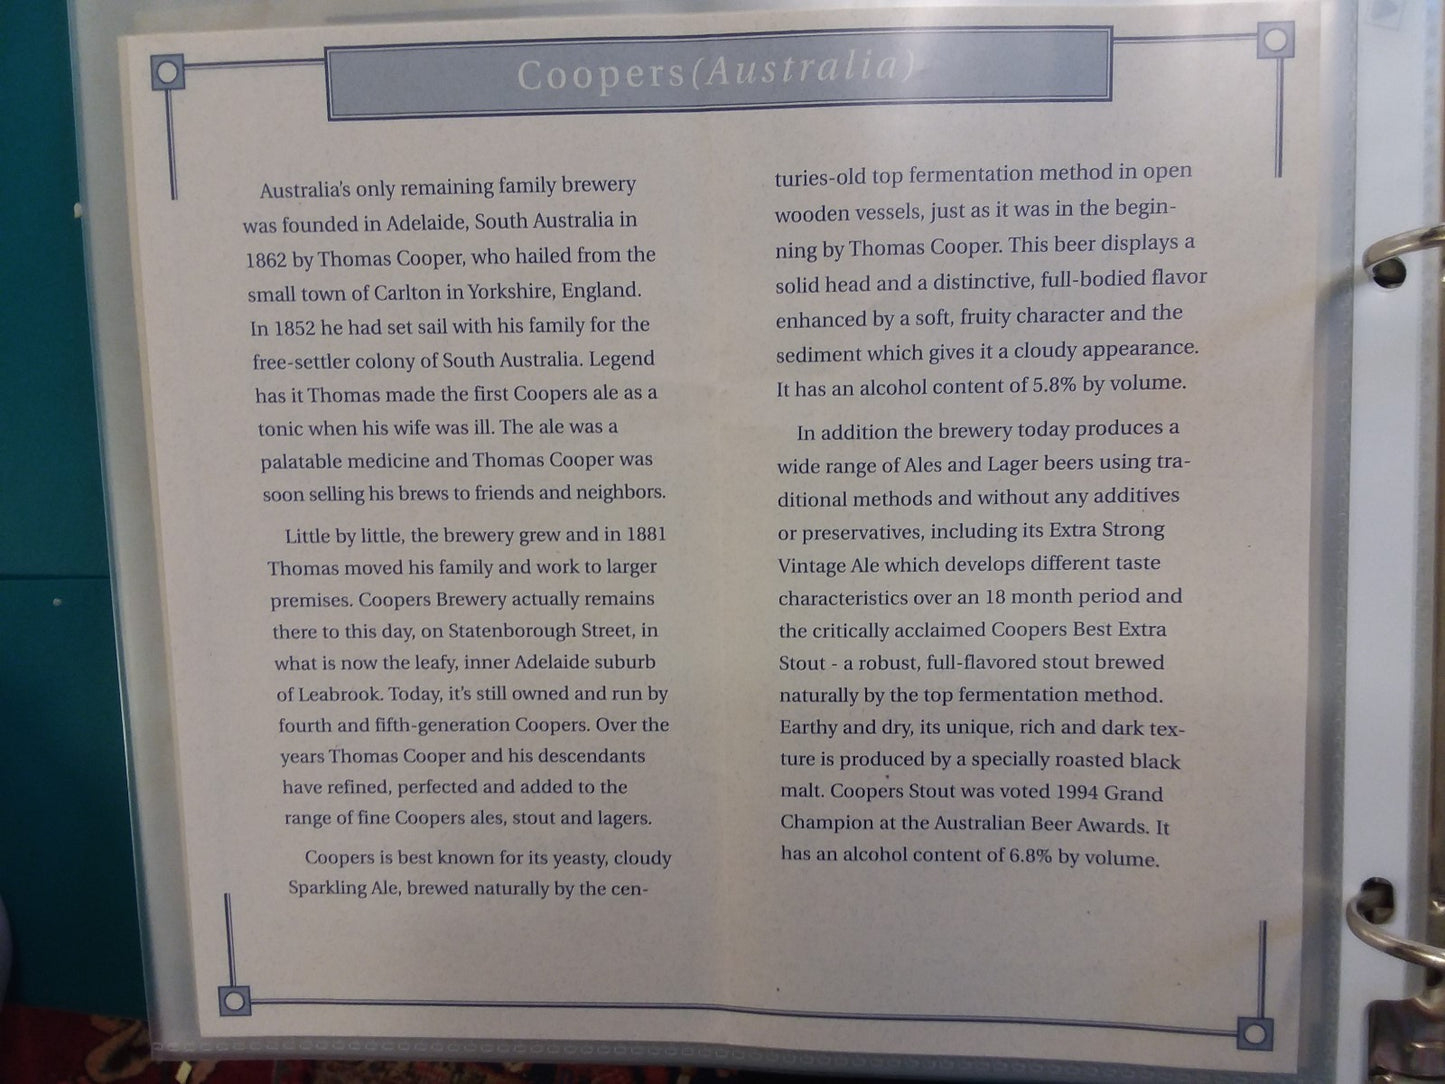 Coopers (Australia)
Australia's only remaining family brewery
was founded in Adelaide, South Australia in
1862 by Thomas Cooper, who hailed from the
small town of Carlton in Yorkshire, England.
In 1852 he had set sail with his family for the
free-settler colony of South Australia. Legend
has it Thomas made the first Coopers ale as a
tonic when his wife was ill. The ale was a
palatable medicine and Thomas Cooper was
soon selling his brews to friends and neighbors.
Little by little, the brewery grew and in 1881
Thomas moved his family and work to larger
premises. Coopers Brewery actually remains
there to this day, on Statenborough Street, in
what is now the leafy, inner Adelaide suburb
of Leabrook. Today, it's still owned and run by
fourth and fifth-generation Coopers. Over the
years Thomas Cooper and his descendants
have refined, perfected and added to the
range of fine Coopers ales, stout and lagers.
Coopers is best known for its yeasty, cloudy
Sparkling Ale, brewed naturally by the cen-
turies-old top fermentation method in open
wooden vessels, just as it was in the begin-
ning by Thomas Cooper. This beer displays a
solid head and a distinctive, full-bodied flavor
enhanced by a soft, fruity character and the
sediment which gives it a cloudy appearance.
It has an alcohol content of 5.8% by volume.
In addition the brewery today produces a
wide range of Ales and Lager beers using tra-
ditional methods and without any additives
or preservatives, including its Extra Strong
Vintage Ale which develops different taste
characteristics over an 18 month period and
the critically acclaimed Coopers Best Extra
Stout - a robust, full-flavored stout brewed
naturally by the top fermentation method.
Earthy and dry, its unique, rich and dark tex-
ture is produced by a specially roasted black
malt. Coopers Stout was voted 1994 Grand
Champion at the Australian Beer Awards. It
has an alcohol content of 6.8% by volume.